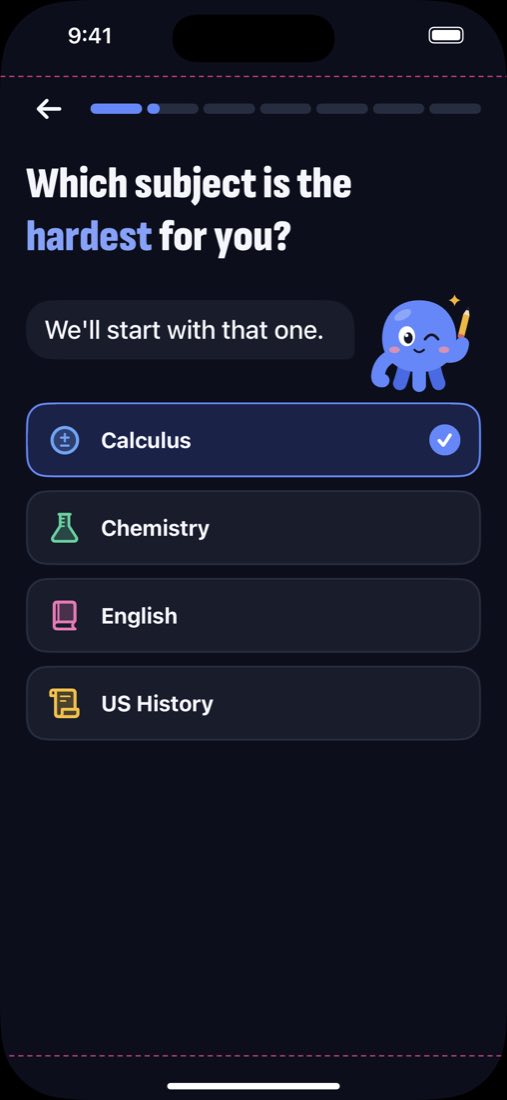 9:41
Which subject is the
hardest for you?
We'll start with that one.
Calculus
Chemistry
English
US History